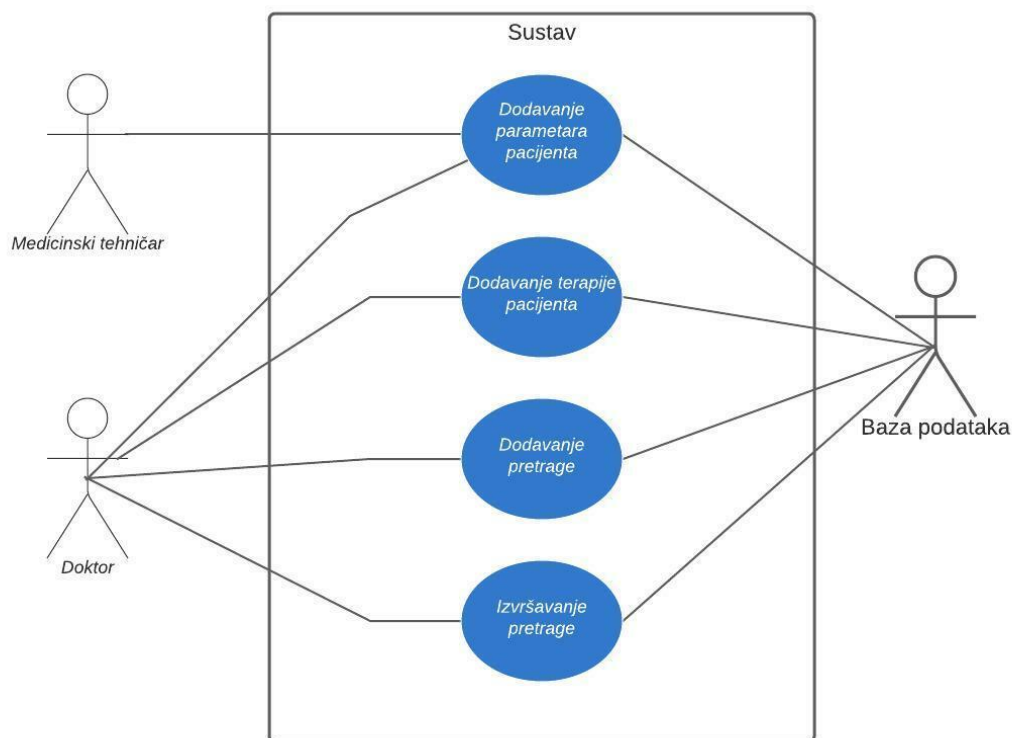 Sustav
Dodavanje
parametara
pacijenta
Medicinski tehničar
Dodavanje terapije
pacijenta
Baza podataka
Dodavanje
pretrage
Doktor
Izvršavanje
pretrage